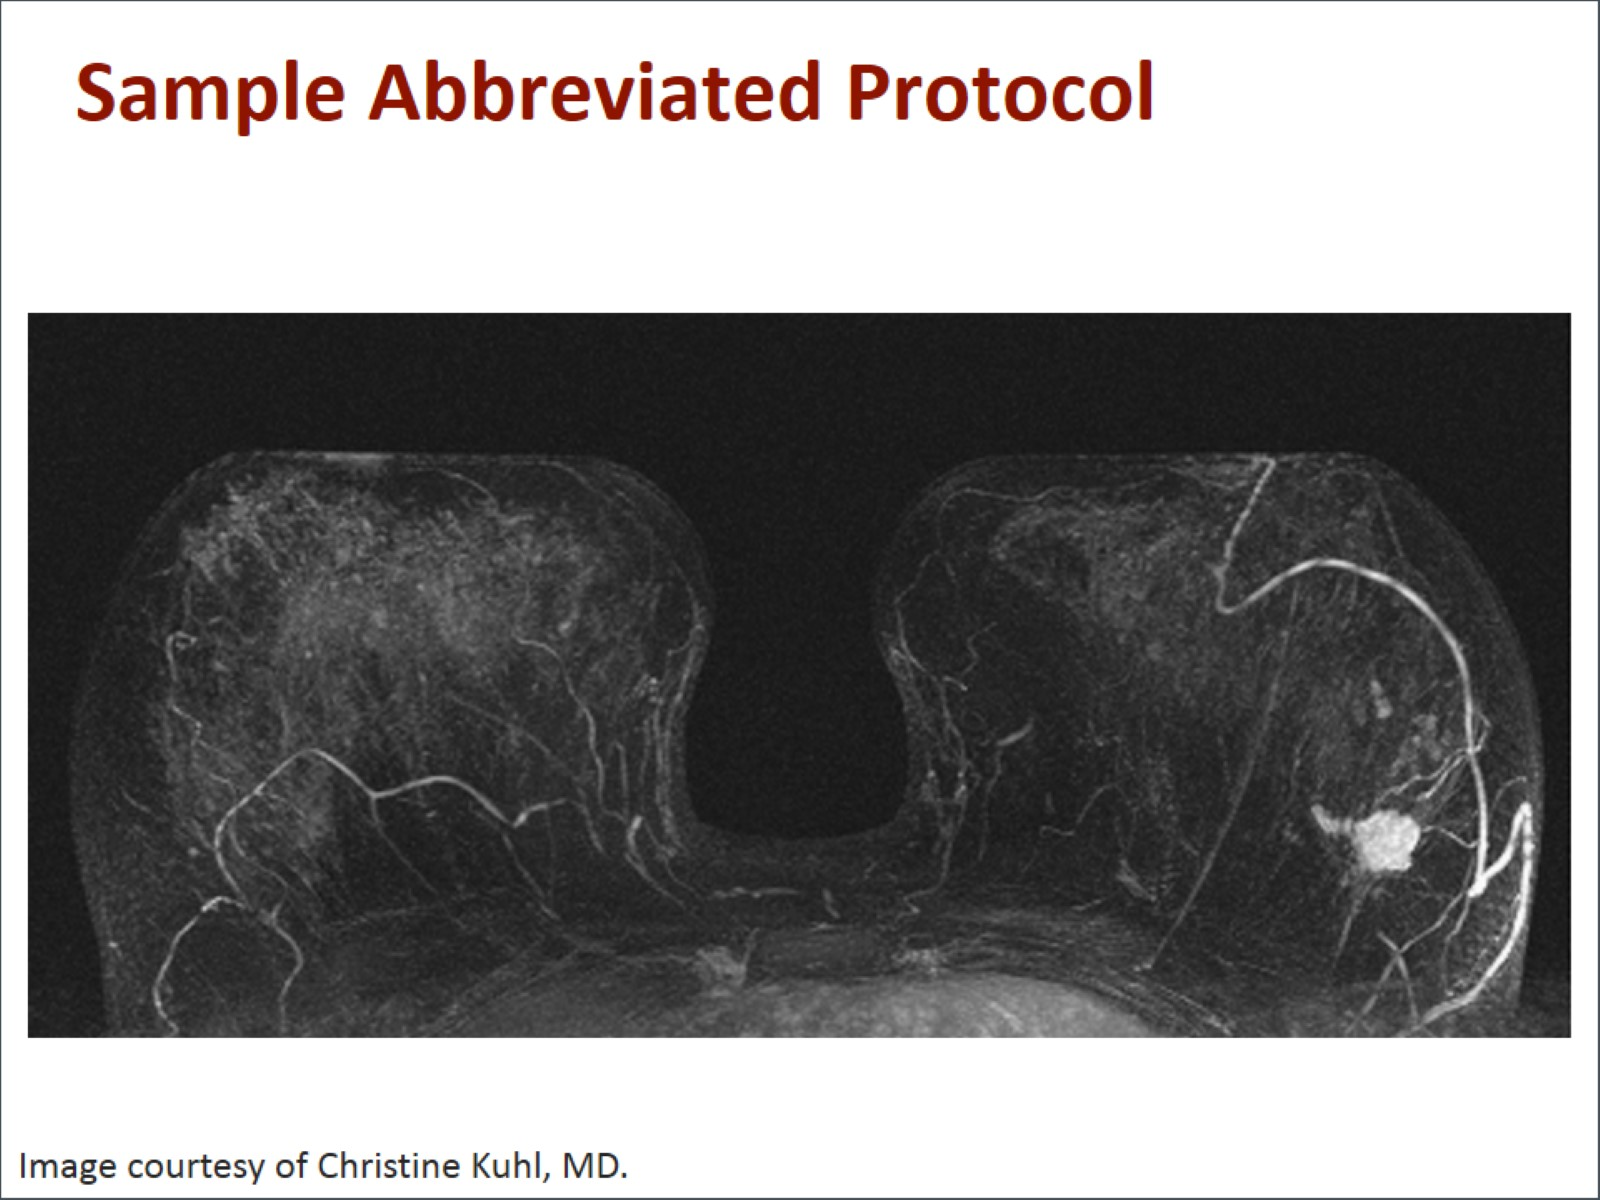 Sample Abbreviated Protocol
Image courtesy of Christine Kuhl, MD.